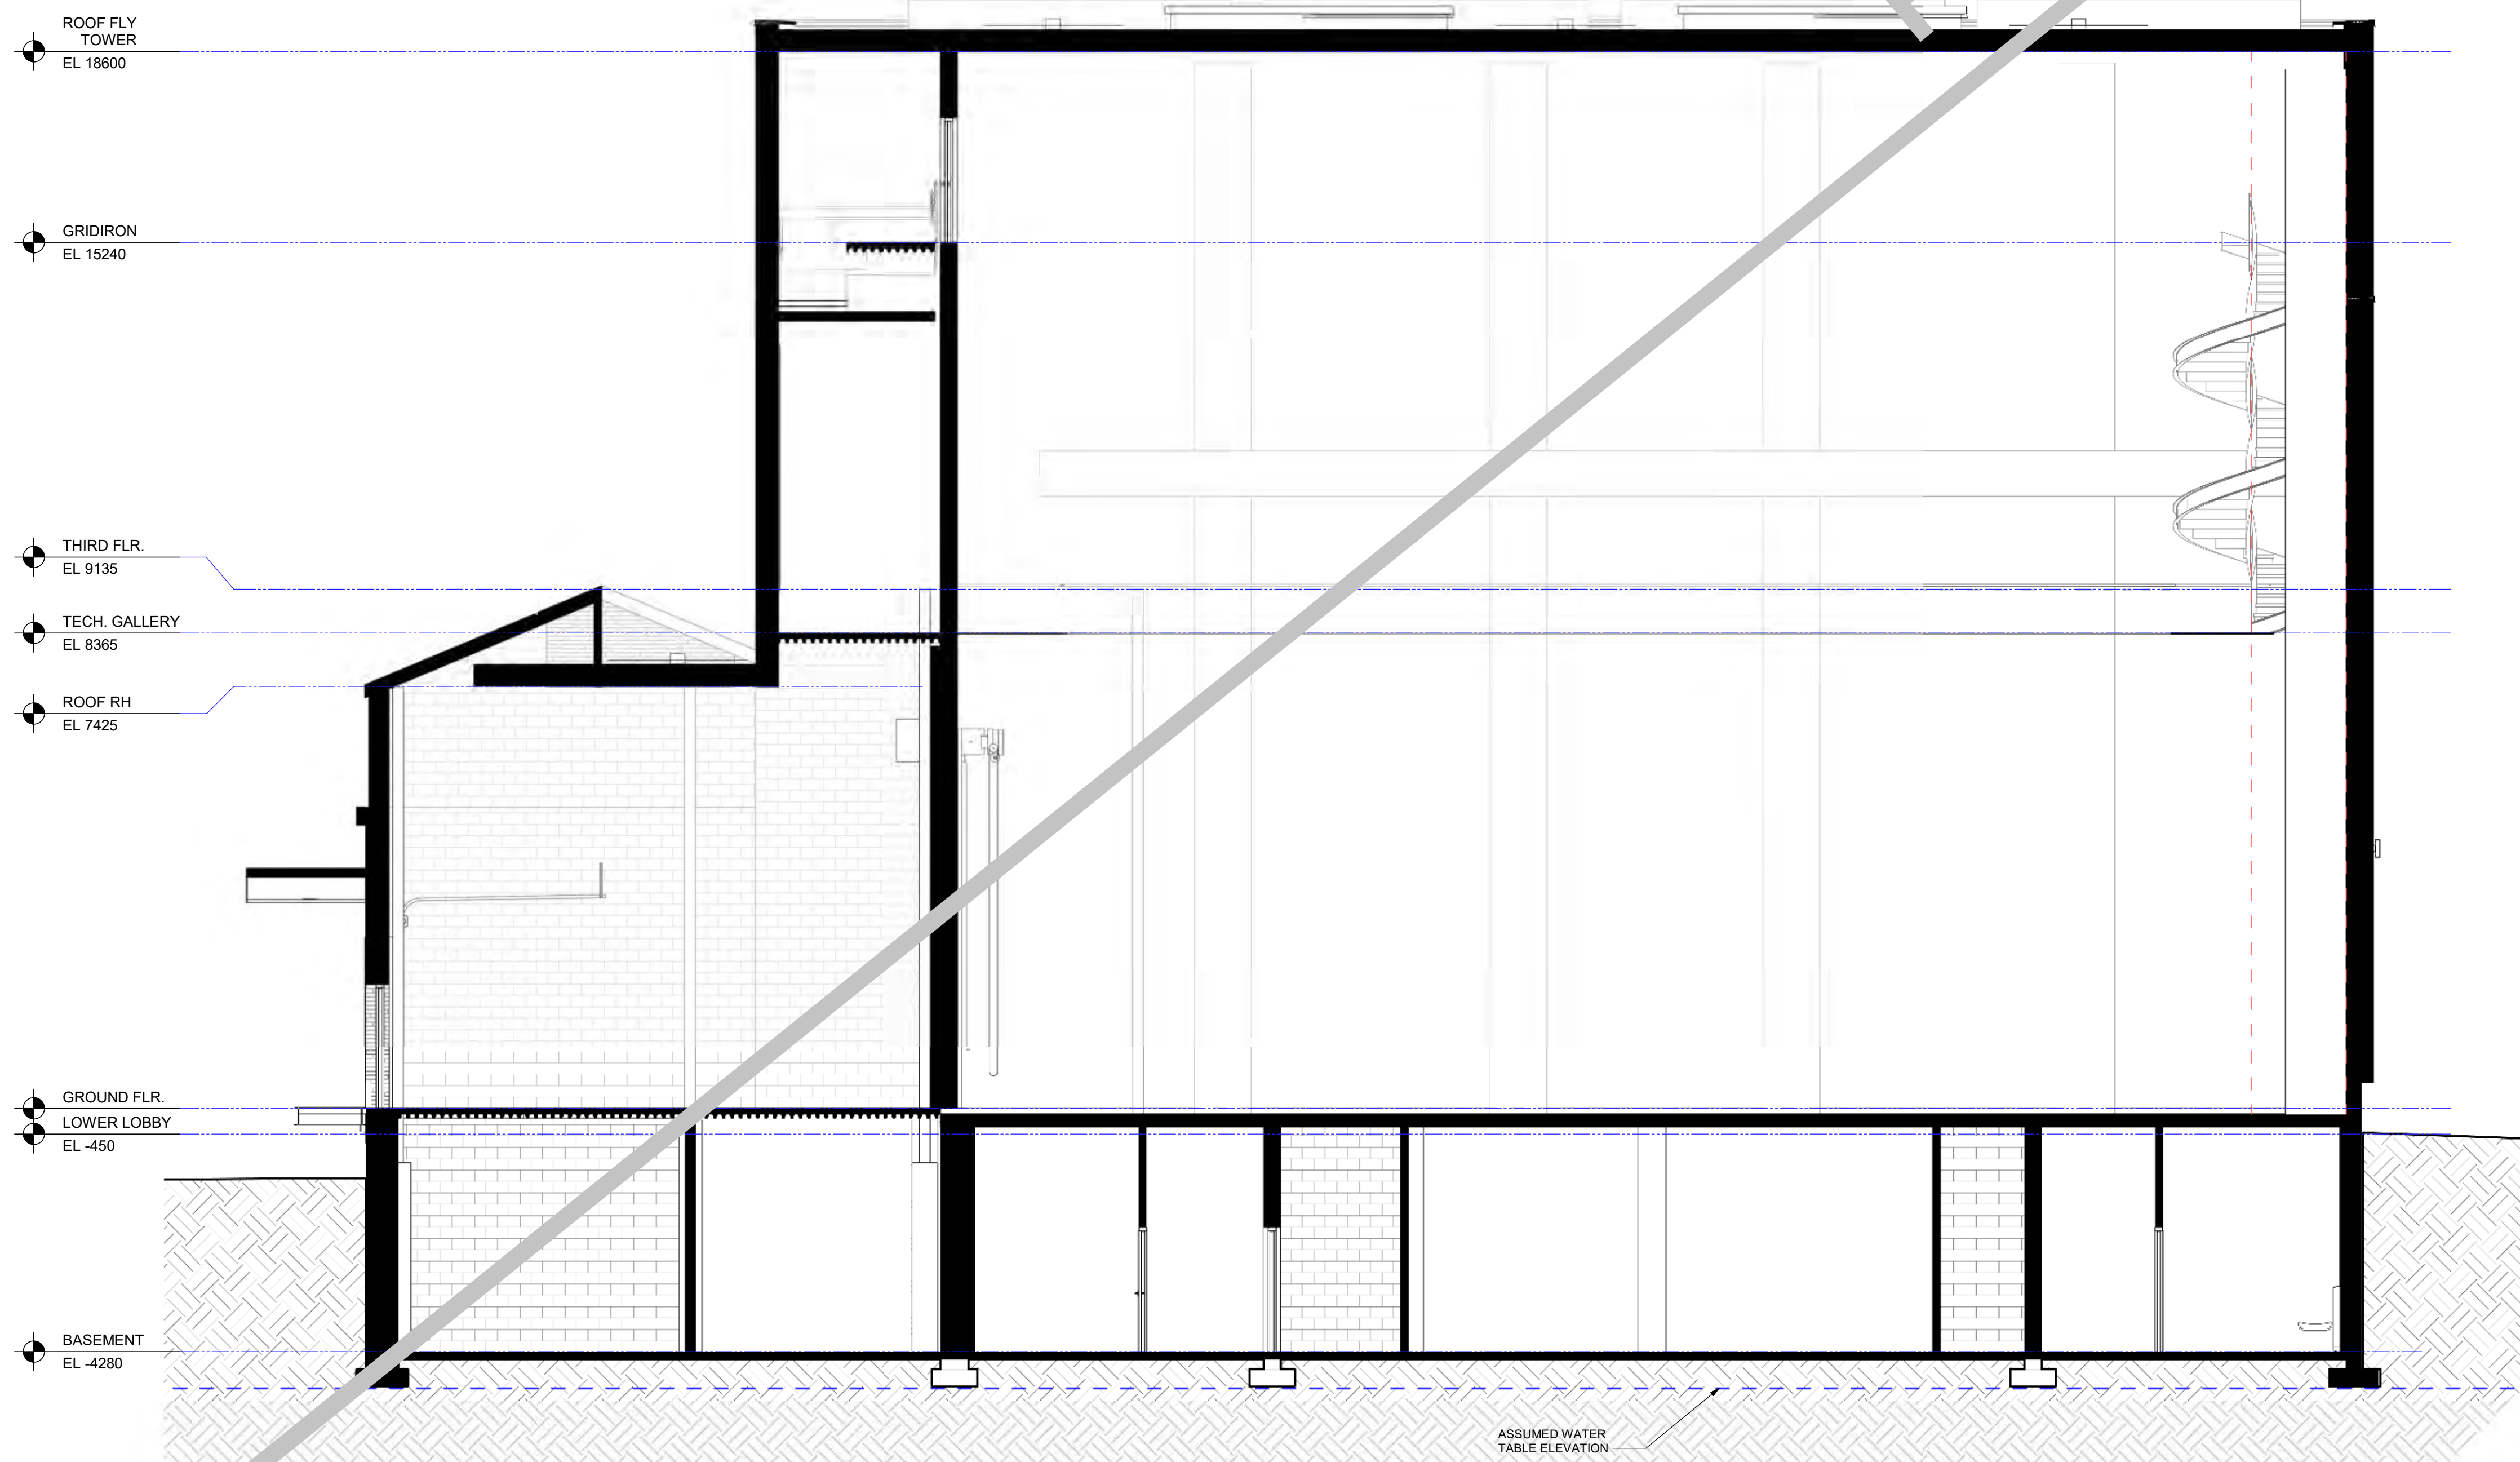 ROOF FLY
TOWER
EL 18600
GRIDIRON
EL 15240
THIRD FLR.
EL 9135
TECH. GALLERY
EL 8365
ROOF RH
EL 7425
GROUND FLR.
LOWER LOBBY
EL -450
BASEMENT
EL -4280
ASSUMED WATER
TABLE ELEVATION